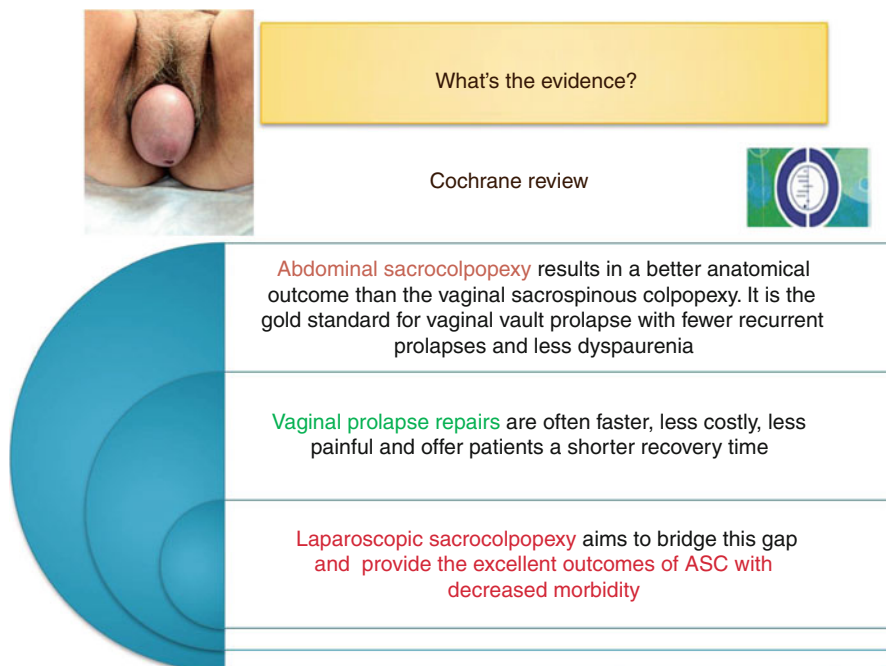 What's the evidence?
Cochrane review
Abdominal sacrocolpopexy results in a better anatomical
outcome than the vaginal sacrospinous colpopexy. It is the
gold standard for vaginal vault prolapse with fewer recurrent
prolapses and less dyspaurenia
Vaginal prolapse repairs are often faster, less costly, less
painful and offer patients a shorter recovery time
Laparoscopic sacrocolpopexy aims to bridge this gap
and provide the excellent outcomes of ASC with
decreased morbidity